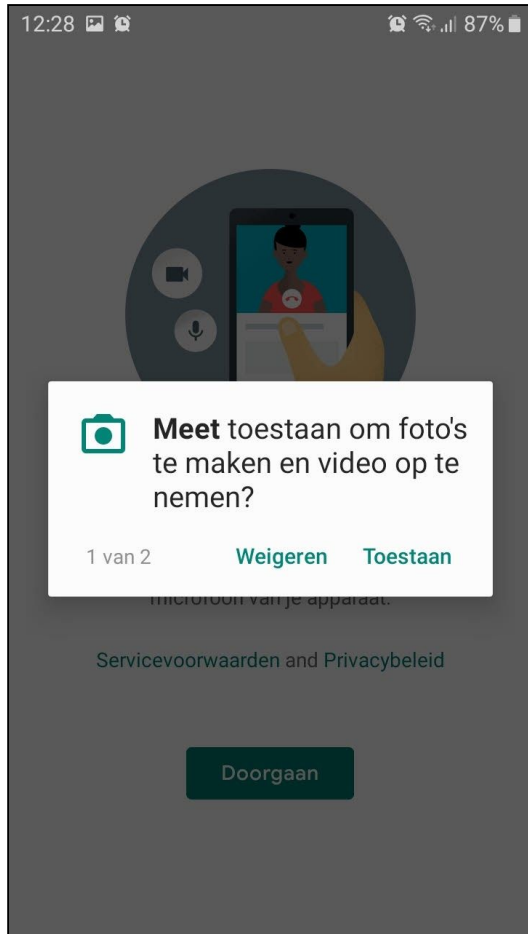 12:28
87%
Meet toestaan om foto's
te maken en video op te
nemen?
1 van 2
Weigeren Toestaan
microfoon van je apparaat.
Servicevoorwaarden and Privacybeleid
Doorgaan